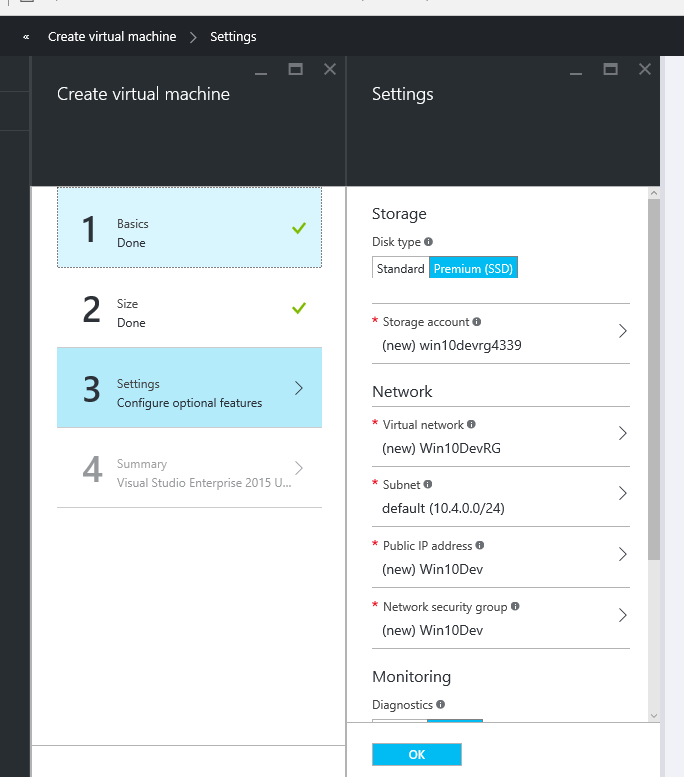 « Create virtual machine > Settings
Create virtual machine
Settings
1
Basics
Done
2
Size
Done
3
Settings
Configure optional features
4
Summary
Visual Studio Enterprise 2015 U...
Storage
Disk type
Standard Premium (SSD)
* Storage account
(new) win10devrg4339
Network
* Virtual network
(new) Win10DevRG
* Subnet
default (10.4.0.0/24)
* Public IP address
(new) Win10Dev
* Network security group
(new) Win10Dev
Monitoring
Diagnostics
OK